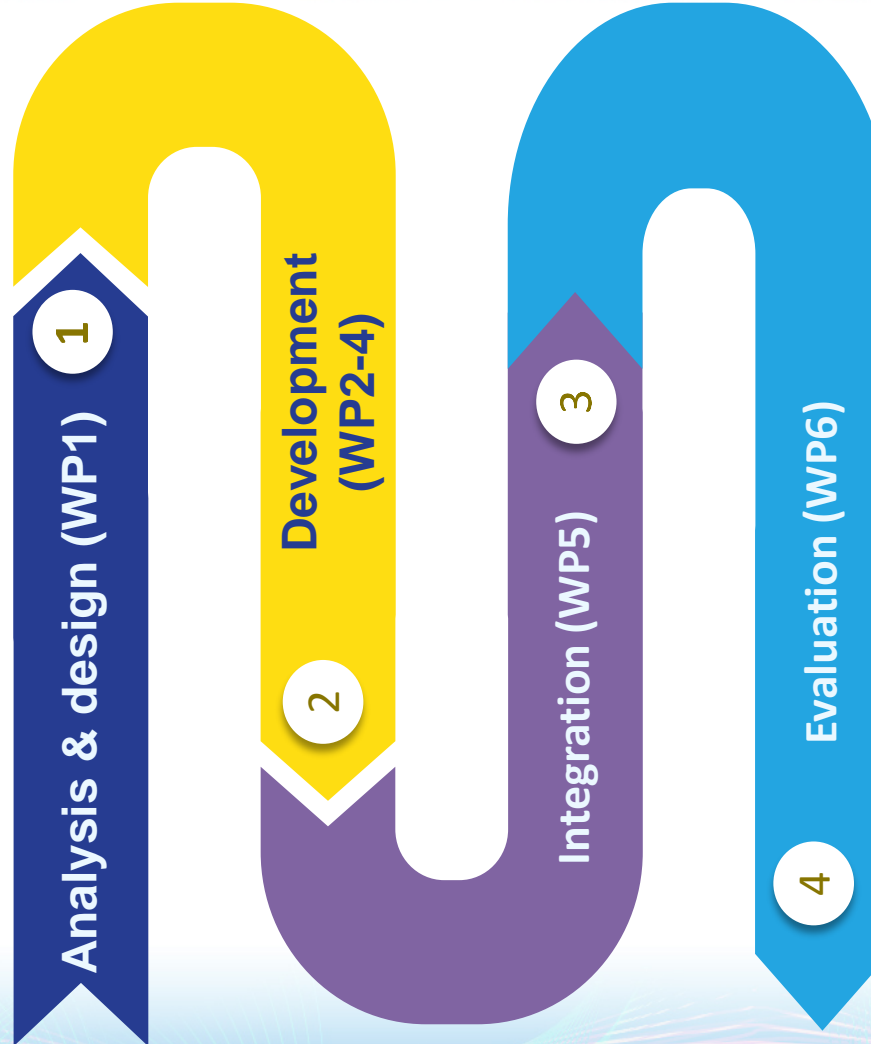 1
Analysis & design (WP1)
Development
(WP2-4)
2
3
Integration (WP5)
Evaluation (WP6)
4